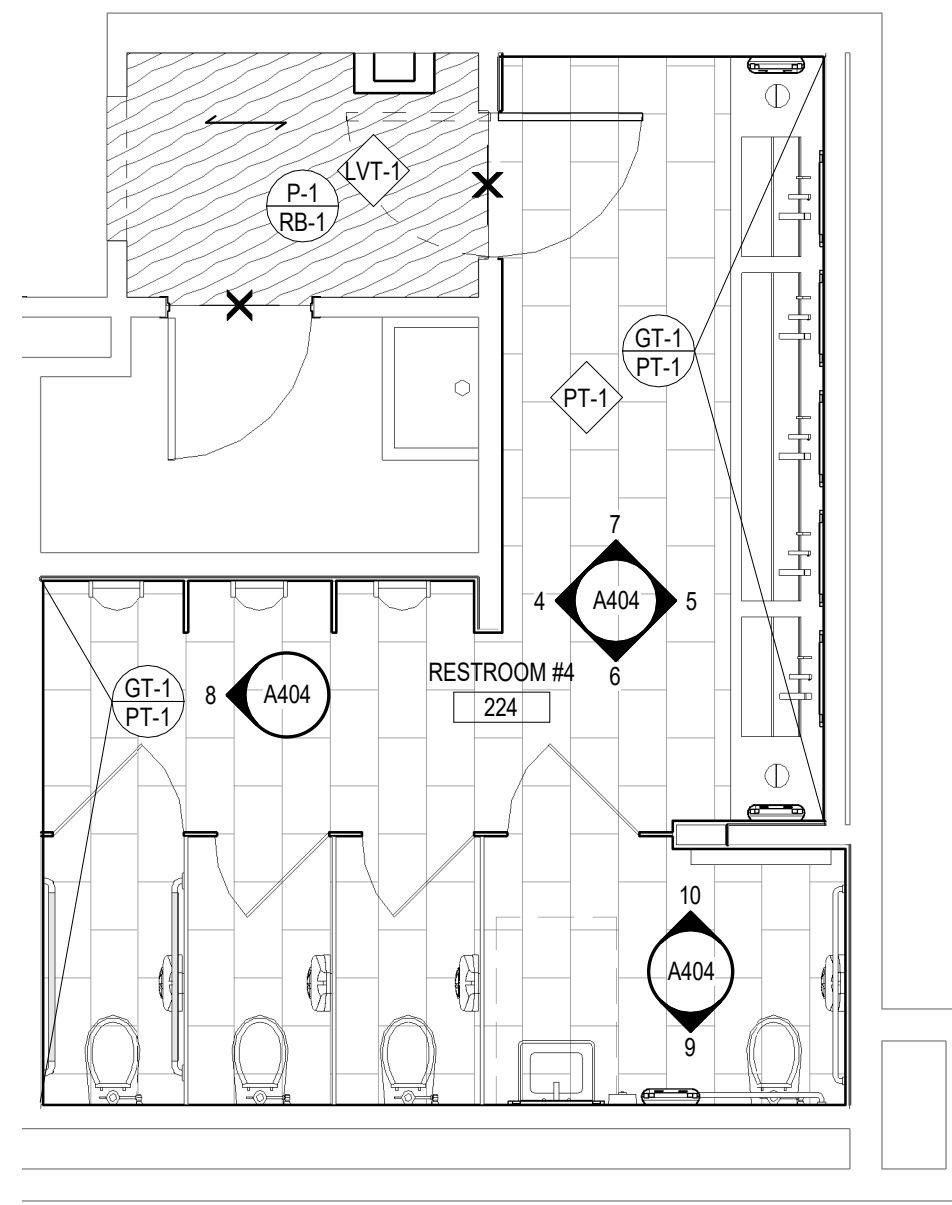 LVT-1
P-1
RB-1
GT-1
PT-1
PT-1
7
4
A404
5
6
RESTROOM #4
224
GT-1
PT-1
8
A404
10
A404
9